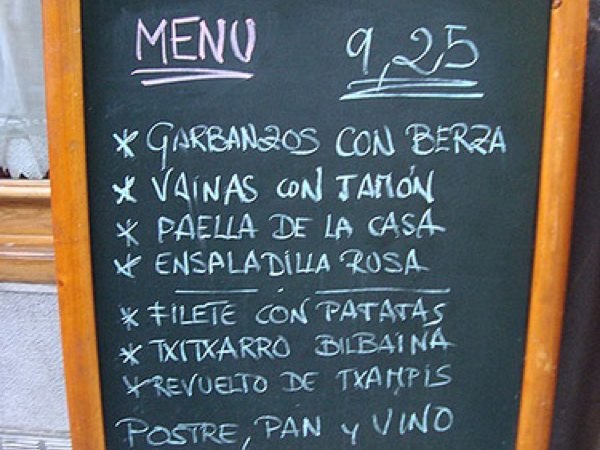 MENU 9,25
* GARBANZOS CON BERZA
* VAINAS CON JAMÓN
* PAELLA DE LA CASA
* ENSALADILLA RUSA
* FILETE CON PATATAS
* TXITXARRO BILBAINA
* REVUELTO DE TXAMPIS
POSTRE, PAN y VINO